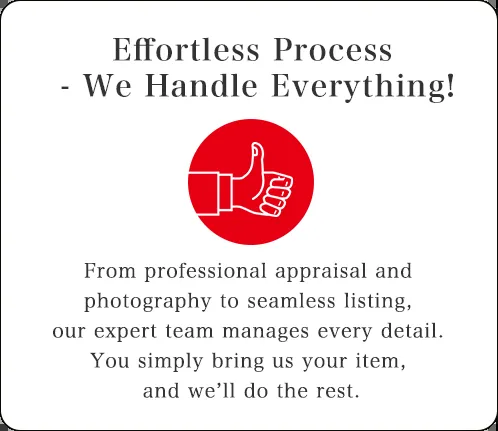 Effortless Process
- We Handle Everything!
From professional appraisal and
photography to seamless listing,
our expert team manages every detail.
You simply bring us your item,
and we’ll do the rest.